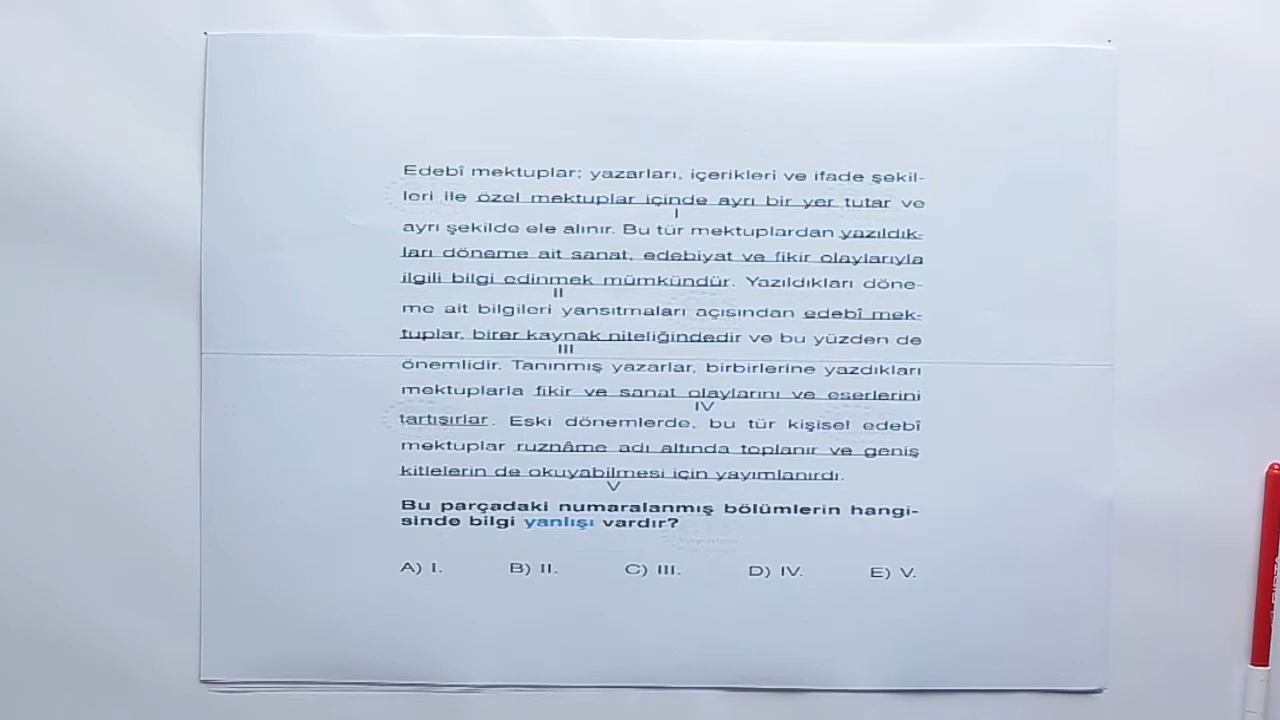 Edebî mektuplar; yazarları, içerikleri ve ifade şekil-
leri ile özel mektuplar içinde ayrı bir yer tutar ve
I
ayrı şekilde ele alınır. Bu tür mektuplardan yazıldık-
ları döneme ait sanat, edebiyat ve fikir olaylarıyla
ilgili bilgi edinmek mümkündür. Yazıldıkları döne-
II
me ait bilgileri yansıtmaları açısından edebî mek-
tuplar, birer kaynak niteliğindedir ve bu yüzden de
III
önemlidir. Tanınmış yazarlar, birbirlerine yazdıkları
mektuplarla fikir ve sanat olaylarını ve eserlerini
IV
tartışırlar. Eski dönemlerde, bu tür kişisel edebî
mektuplar ruznâme adı altında toplanır ve geniş
kitlelerin de okuyabilmesi için yayımlanırdı.
V
Bu parçadaki numaralanmış bölümlerin hangi-
sinde bilgi yanlışı vardır?
A) I. B) II. C) III. D) IV. E) V.